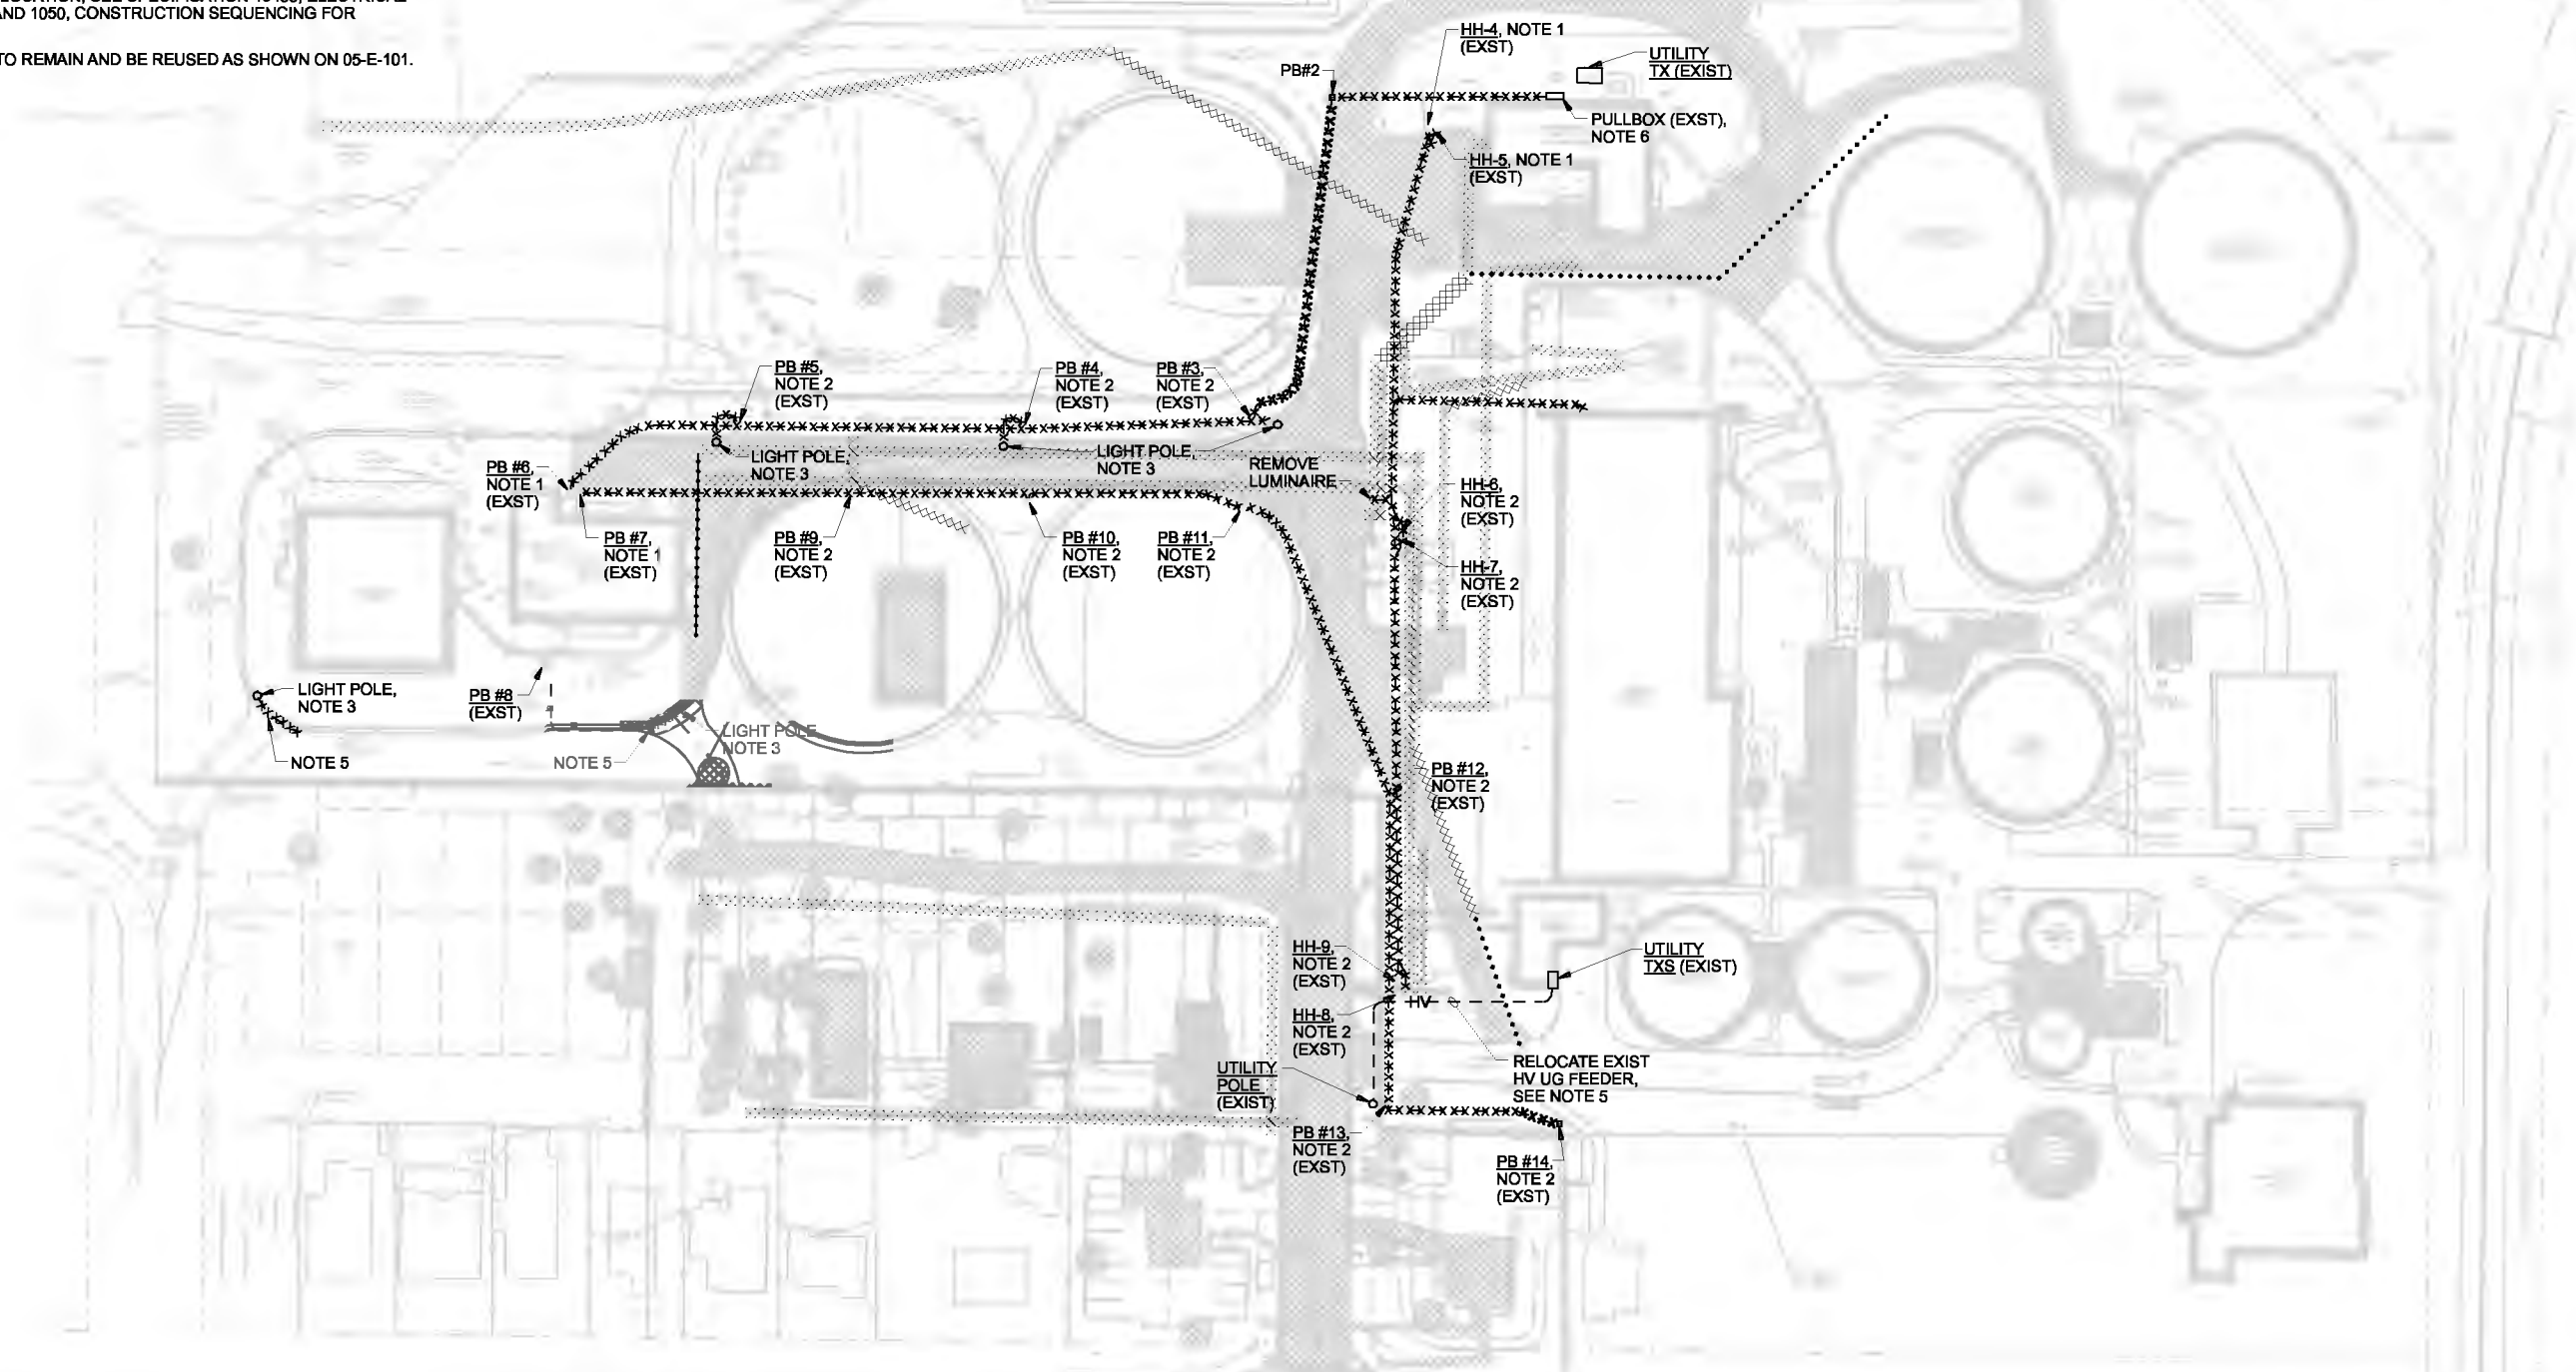 AND 1050, CONSTRUCTION SEQUENCING FOR
TO REMAIN AND BE REUSED AS SHOWN ON 05-E-101.
HH-4, NOTE 1
(EXST)
UTILITY
TX (EXIST)
PB#2
PULLBOX (EXST),
NOTE 6
HH-5, NOTE 1
(EXST)
PB #5,
NOTE 2
(EXST)
PB #4,
NOTE 2
(EXST)
PB #3,
NOTE 2
(EXST)
LIGHT POLE,
NOTE 3
LIGHT POLE,
NOTE 3
REMOVE
LUMINAIRE
PB #6,
NOTE 1
(EXST)
HH-6,
NOTE 2
(EXST)
PB #7,
NOTE 1
(EXST)
PB #9,
NOTE 2
(EXST)
PB #10,
NOTE 2
(EXST)
PB #11,
NOTE 2
(EXST)
HH-7,
NOTE 2
(EXST)
LIGHT POLE,
NOTE 3
PB #8
(EXST)
LIGHT POLE
NOTE 3
NOTE 5
NOTE 5
PB #12,
NOTE 2
(EXST)
HH-9,
NOTE 2
(EXST)
UTILITY
TXS (EXIST)
HV
HH-8,
NOTE 2
(EXST)
UTILITY
POLE
(EXIST)
RELOCATE EXIST
HV UG FEEDER,
SEE NOTE 5
PB #13,
NOTE 2
(EXST)
PB #14,
NOTE 2
(EXST)